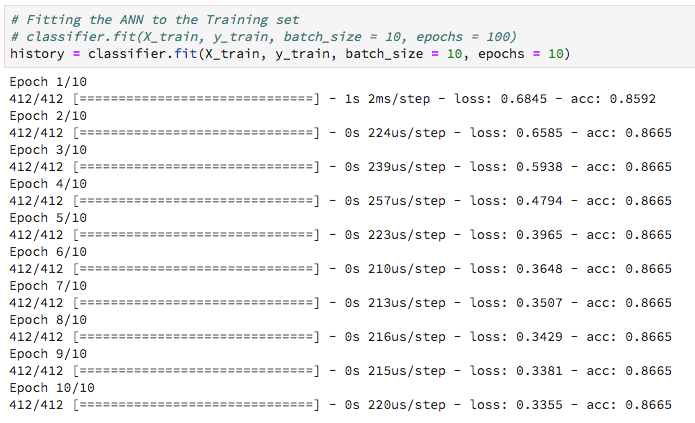 # Fitting the ANN to the Training set
# classifier.fit(X_train, y_train, batch_size = 10, epochs = 100)
history = classifier.fit(X_train, y_train, batch_size = 10, epochs = 10)
Epoch 1/10
412/412 [==============================] - 1s 2ms/step - loss: 0.6845 - acc: 0.8592
Epoch 2/10
412/412 [==============================] - 0s 224us/step - loss: 0.6585 - acc: 0.8665
Epoch 3/10
412/412 [==============================] - 0s 239us/step - loss: 0.5938 - acc: 0.8665
Epoch 4/10
412/412 [==============================] - 0s 257us/step - loss: 0.4794 - acc: 0.8665
Epoch 5/10
412/412 [==============================] - 0s 223us/step - loss: 0.3965 - acc: 0.8665
Epoch 6/10
412/412 [==============================] - 0s 210us/step - loss: 0.3648 - acc: 0.8665
Epoch 7/10
412/412 [==============================] - 0s 213us/step - loss: 0.3507 - acc: 0.8665
Epoch 8/10
412/412 [==============================] - 0s 216us/step - loss: 0.3429 - acc: 0.8665
Epoch 9/10
412/412 [==============================] - 0s 215us/step - loss: 0.3381 - acc: 0.8665
Epoch 10/10
412/412 [==============================] - 0s 220us/step - loss: 0.3355 - acc: 0.8665